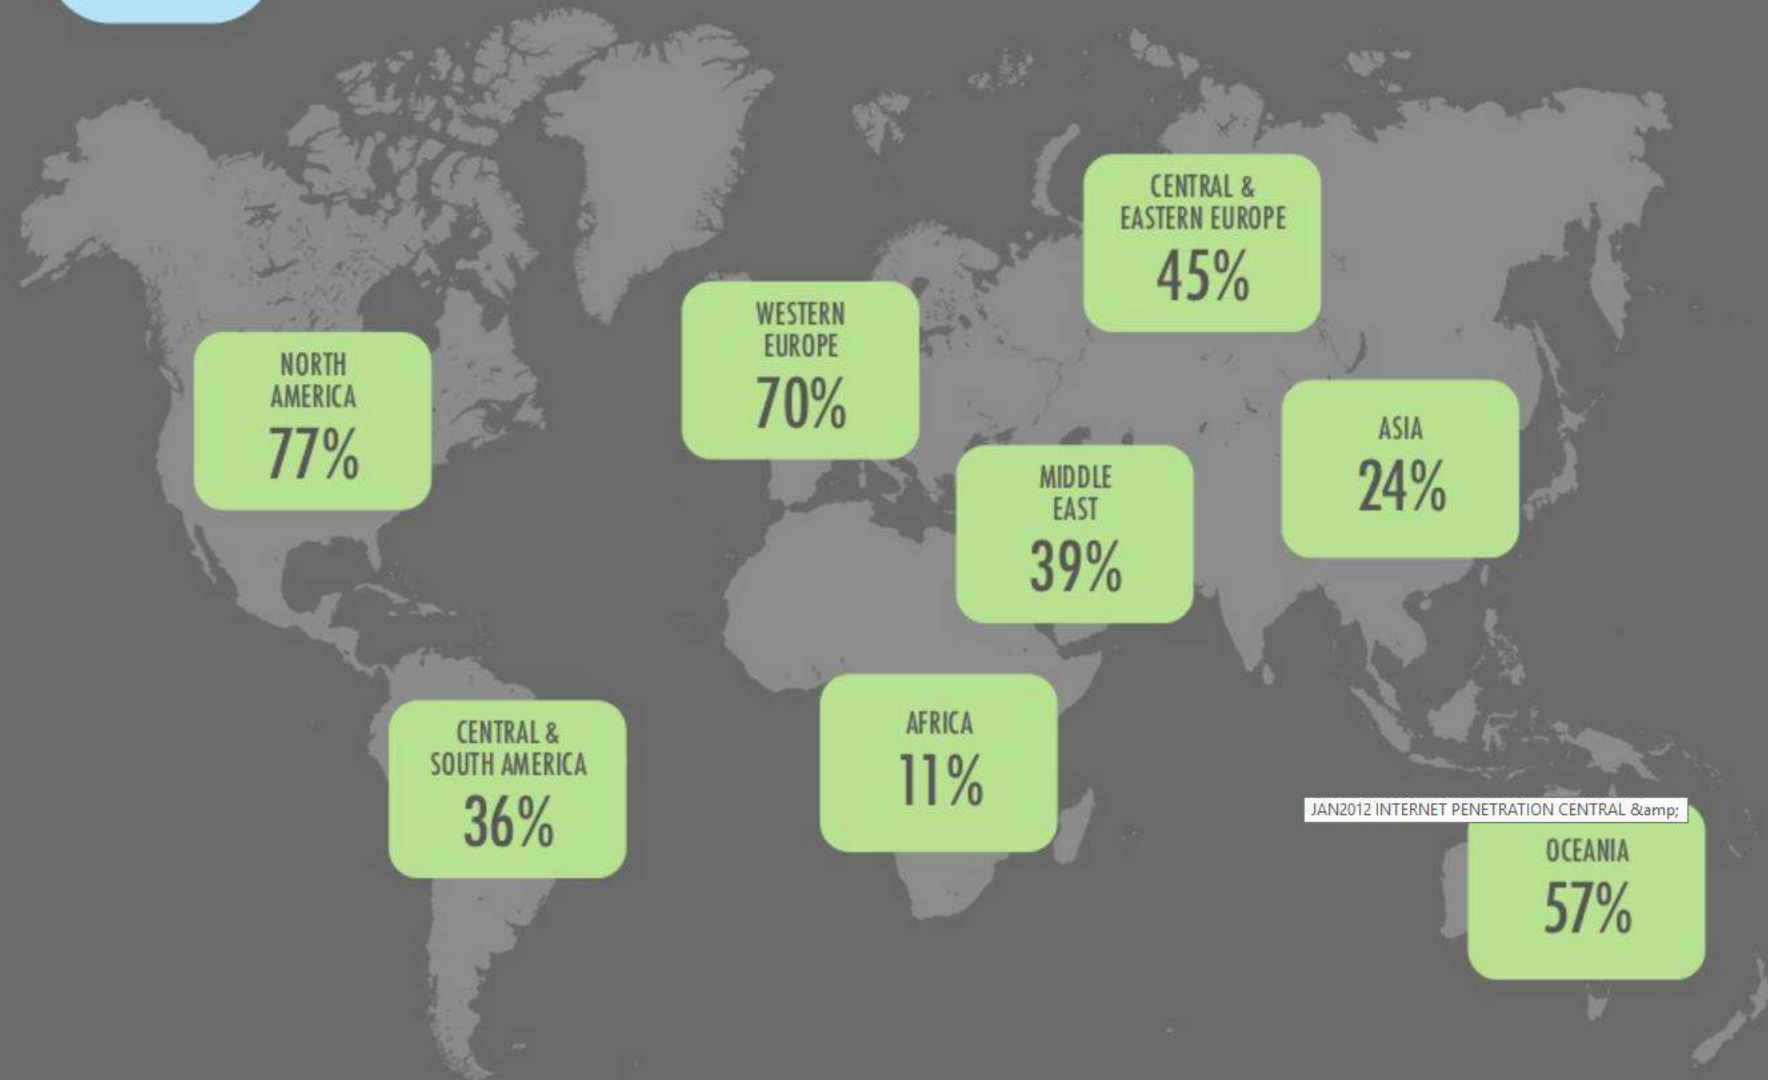 CENTRAL &
EASTERN EUROPE
45%
WESTERN
EUROPE
70%
NORTH
AMERICA
77%
ASIA
24%
MIDDLE
EAST
39%
AFRICA
11%
CENTRAL &
SOUTH AMERICA
36%
JAN2012 INTERNET PENETRATION CENTRAL &amp;
OCEANIA
57%